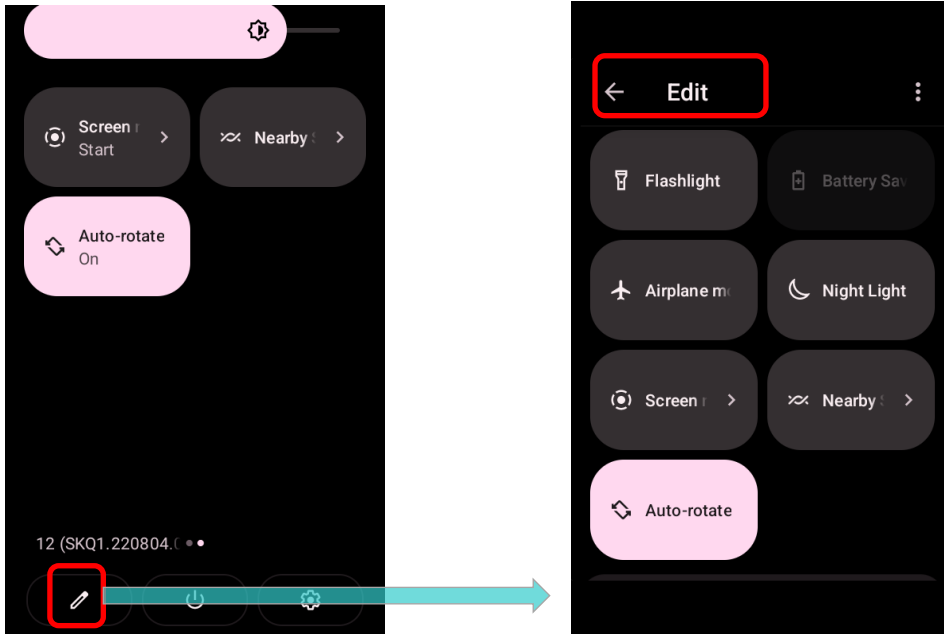 Screen
Start
Nearby
Auto-rotate
On
12 (SKQ1.220804.
Edit
Flashlight
Battery Sav
Airplane m
Night Light
Screen
Nearby
Auto-rotate